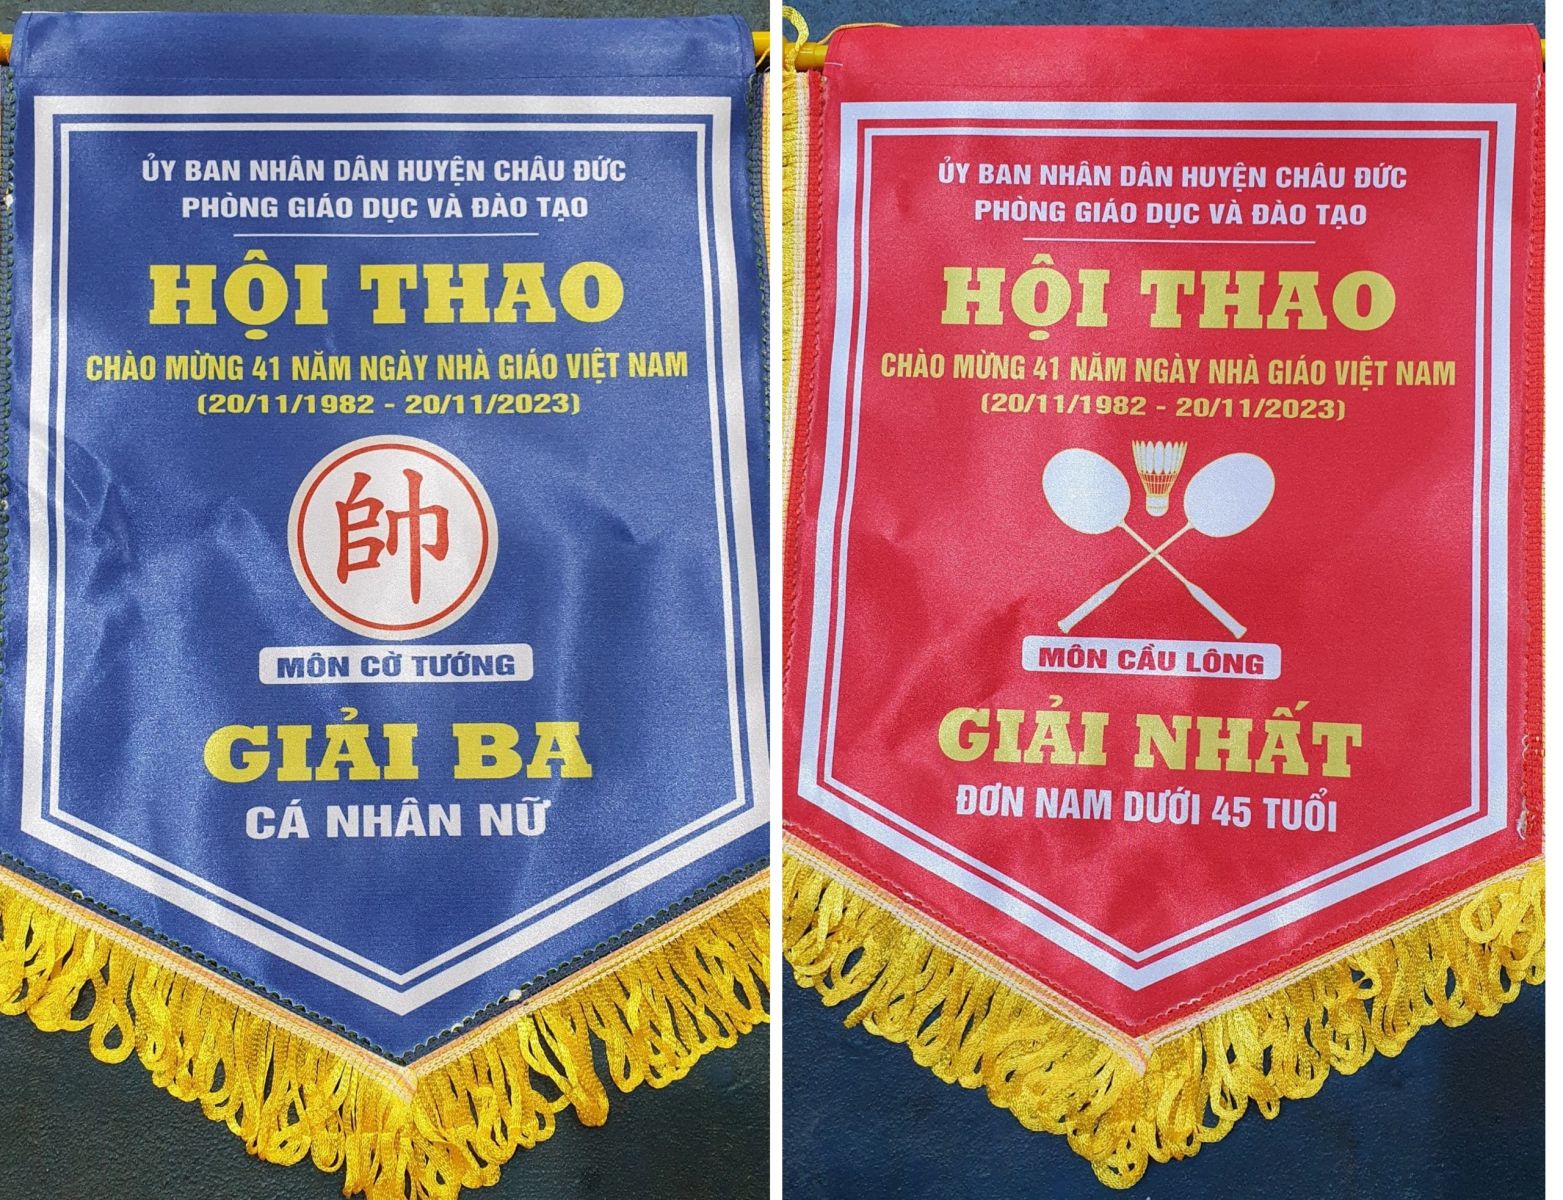 ỦY BAN NHÂN DÂN HUYỆN CHÂU ĐỨC
PHÒNG GIÁO DỤC VÀ ĐÀO TẠO
HỘI THAO
CHÀO MỪNG 41 NĂM NGÀY NHÀ GIÁO VIỆT NAM
(20/11/1982 - 20/11/2023)
帥
MÔN CỜ TƯỚNG
GIẢI BA
CÁ NHÂN NỮ
ỦY BAN NHÂN DÂN HUYỆN CHÂU ĐỨC
PHÒNG GIÁO DỤC VÀ ĐÀO TẠO
HỘI THAO
CHÀO MỪNG 41 NĂM NGÀY NHÀ GIÁO VIỆT NAM
(20/11/1982 - 20/11/2023)
MÔN CẦU LÔNG
GIẢI NHẤT
ĐƠN NAM DƯỚI 45 TUỔI